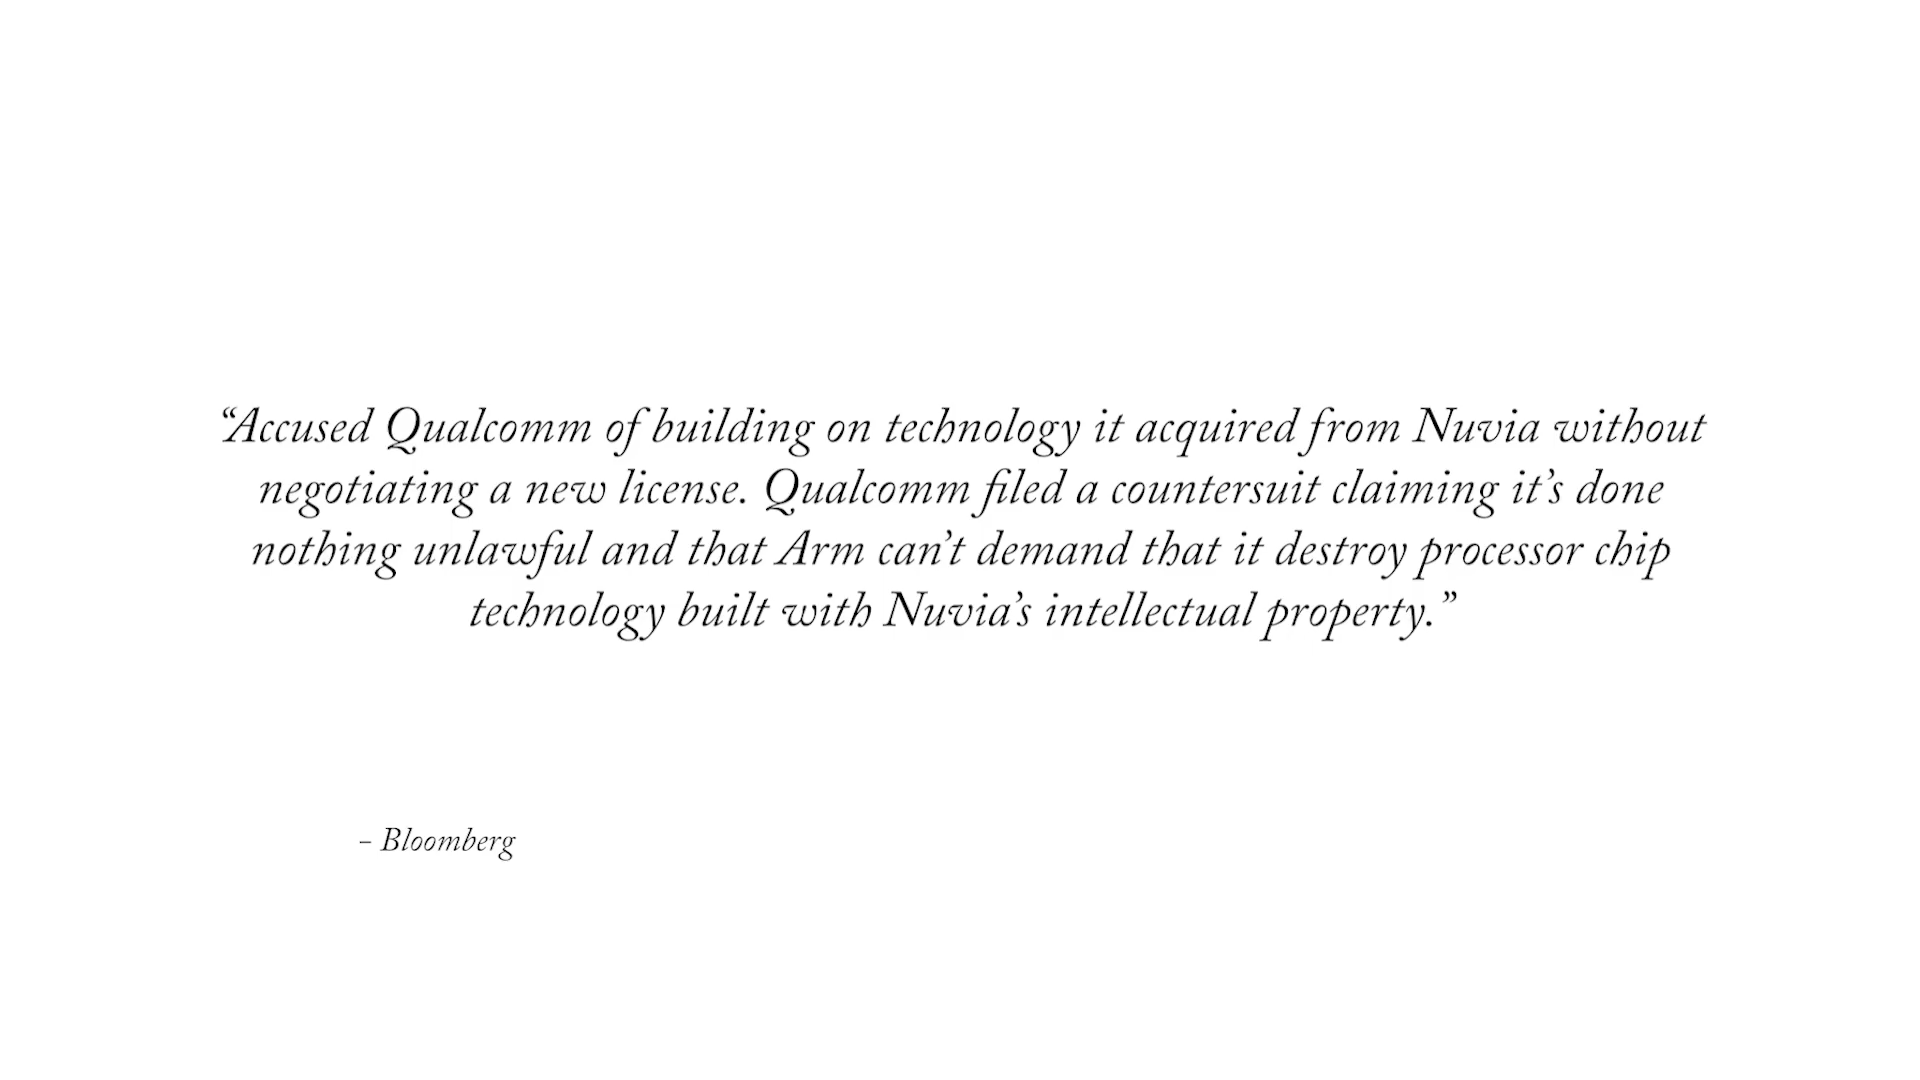 “Accused Qualcomm of building on technology it acquired from Nuvia without
negotiating a new license. Qualcomm filed a countersuit claiming it’s done
nothing unlawful and that Arm can’t demand that it destroy processor chip
technology built with Nuvia’s intellectual property.”
– Bloomberg